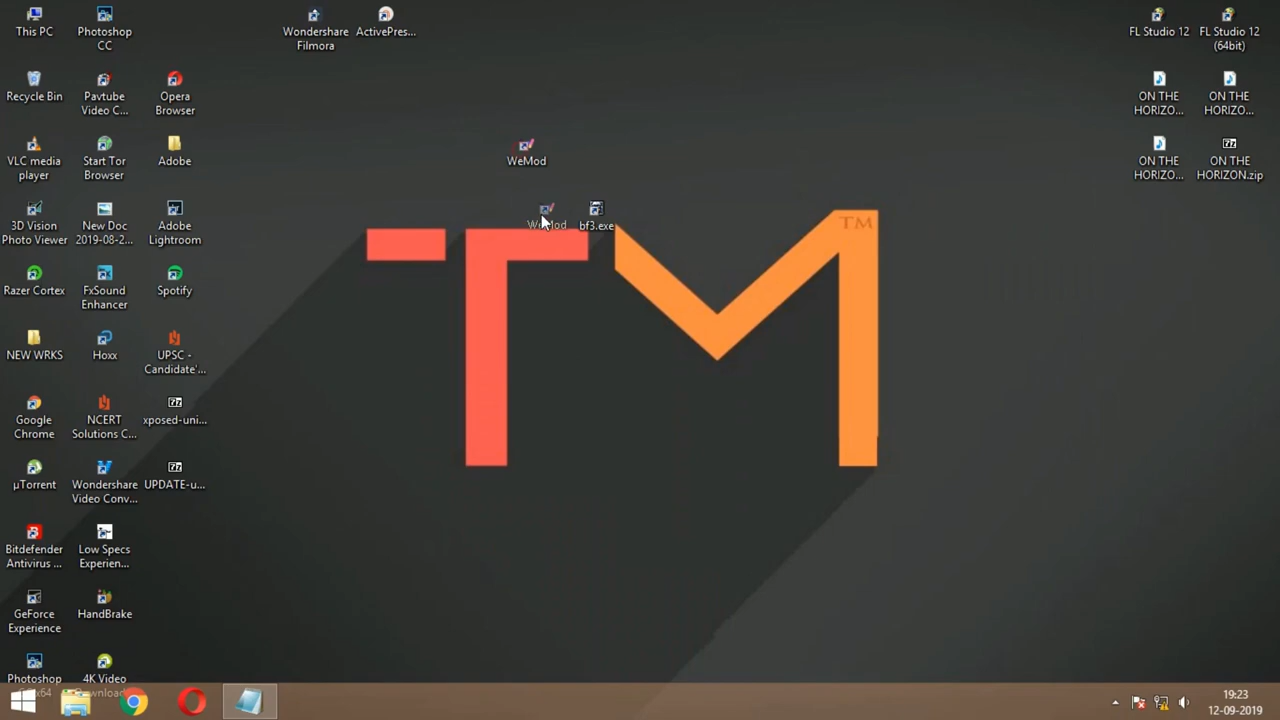 This PC
Photoshop
CC
Wondershare
Filmora
ActivePres...
FL Studio 12
FL Studio 12
(64bit)
Recycle Bin
Pavtube
Video C...
Opera
Browser
ON THE
HORIZO...
ON THE
HORIZO...
VLC media
player
Start Tor
Browser
Adobe
WeMod
ON THE
HORIZO...
ON THE
HORIZON.zip
3D Vision
Photo Viewer
New Doc
2019-08-2...
Adobe
Lightroom
WeMod
bf3.exe
TM
TM
Razer Cortex
FxSound
Enhancer
Spotify
NEW WRKS
Hoxx
UPSC -
Candidate'...
Google
Chrome
NCERT
Solutions C...
xposed-uni...
µTorrent
Wondershare
Video Conv...
UPDATE-u...
Bitdefender
Antivirus ...
Low Specs
Experien...
GeForce
Experience
HandBrake
Photoshop
4K Video
Download
19:23
12-09-2019